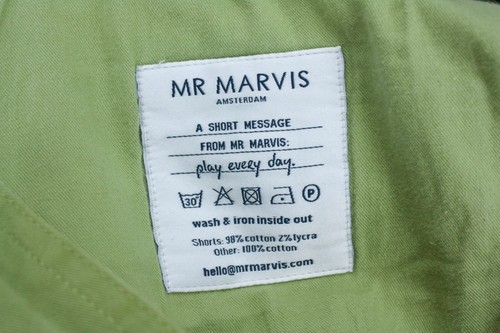 MR MARVIS
AMSTERDAM
A SHORT MESSAGE
FROM MR MARVIS:
play every day.
30° P
wash & iron inside out
Shorts: 98% cotton 2% lycra
Other: 100% cotton
hello@mrmarvis.com